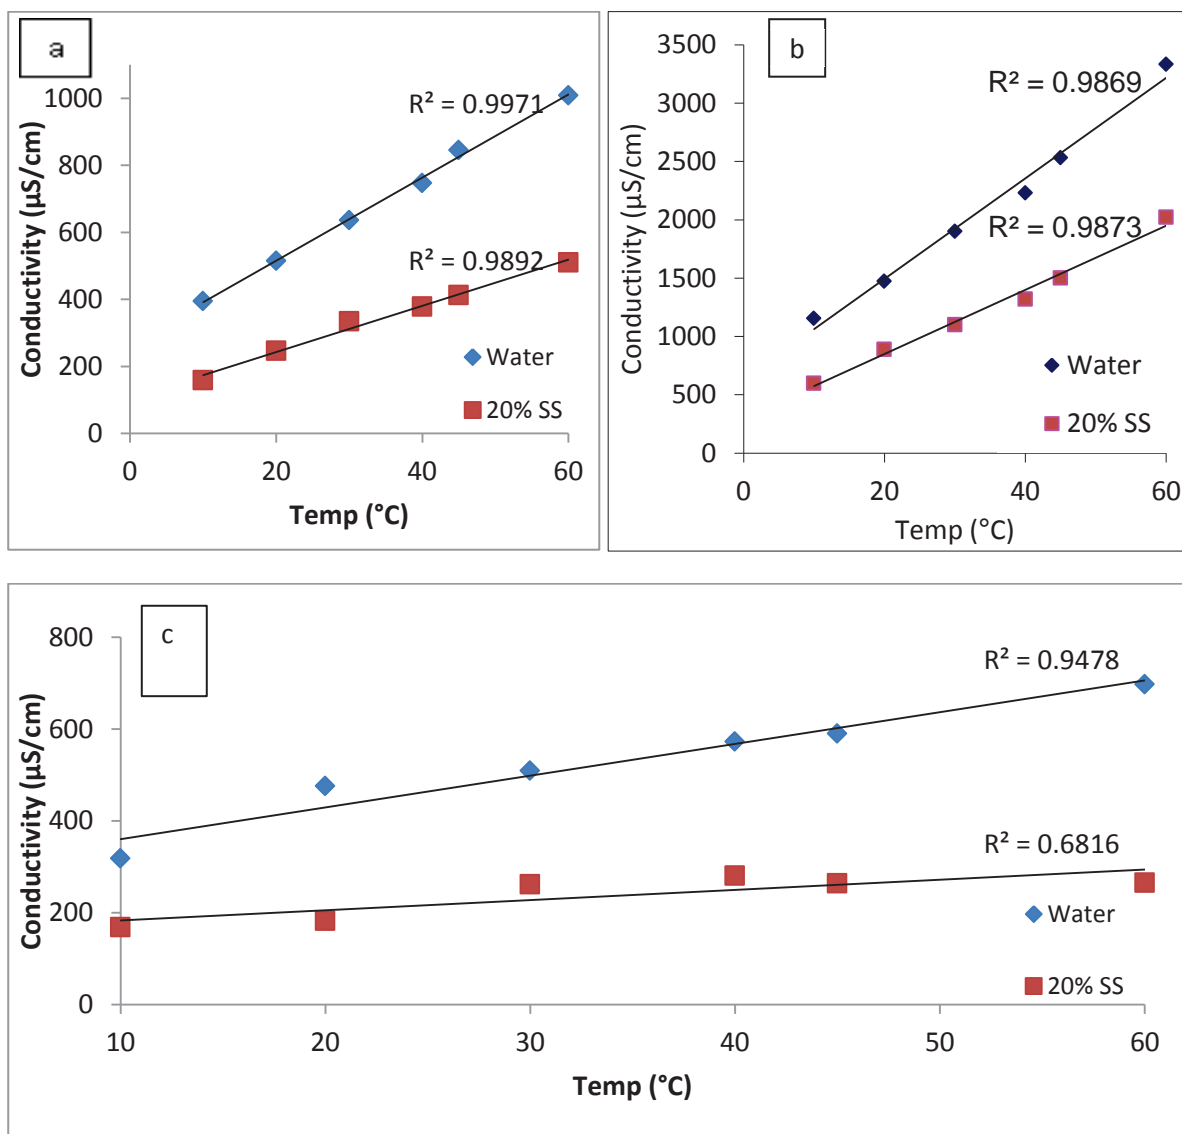 a
1000
800
600
400
200
0
0
20
40
60
Conductivity (µS/cm)
Temp (°C)
R² = 0.9971
R² = 0.9892
Water
20% SS
b
3500
3000
2500
2000
1500
1000
500
0
0
20
40
60
Conductivity (µS/cm)
Temp (°C)
R² = 0.9869
R² = 0.9873
Water
20% SS
c
800
600
400
200
0
10
20
30
40
50
60
Conductivity (µS/cm)
Temp (°C)
R² = 0.9478
R² = 0.6816
Water
20% SS